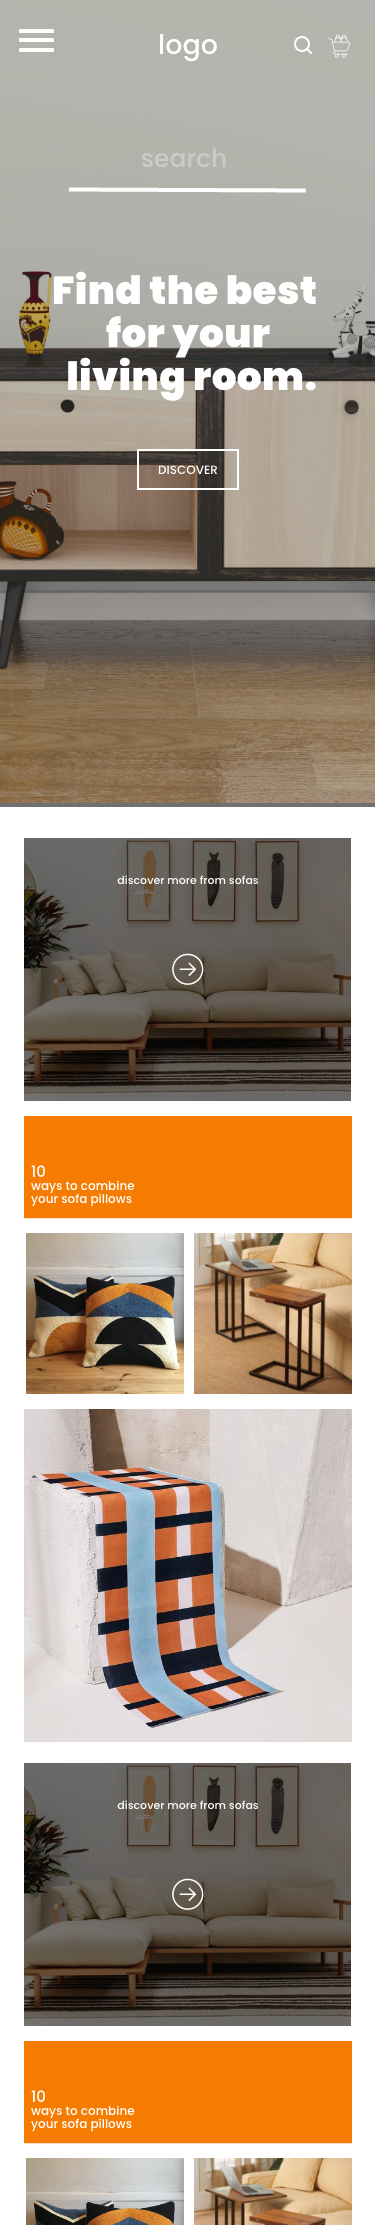 logo
search
Find the best
for your
living room.
DISCOVER
discover more from sofas
10
ways to combine
your sofa pillows
discover more from sofas
10
ways to combine
your sofa pillows